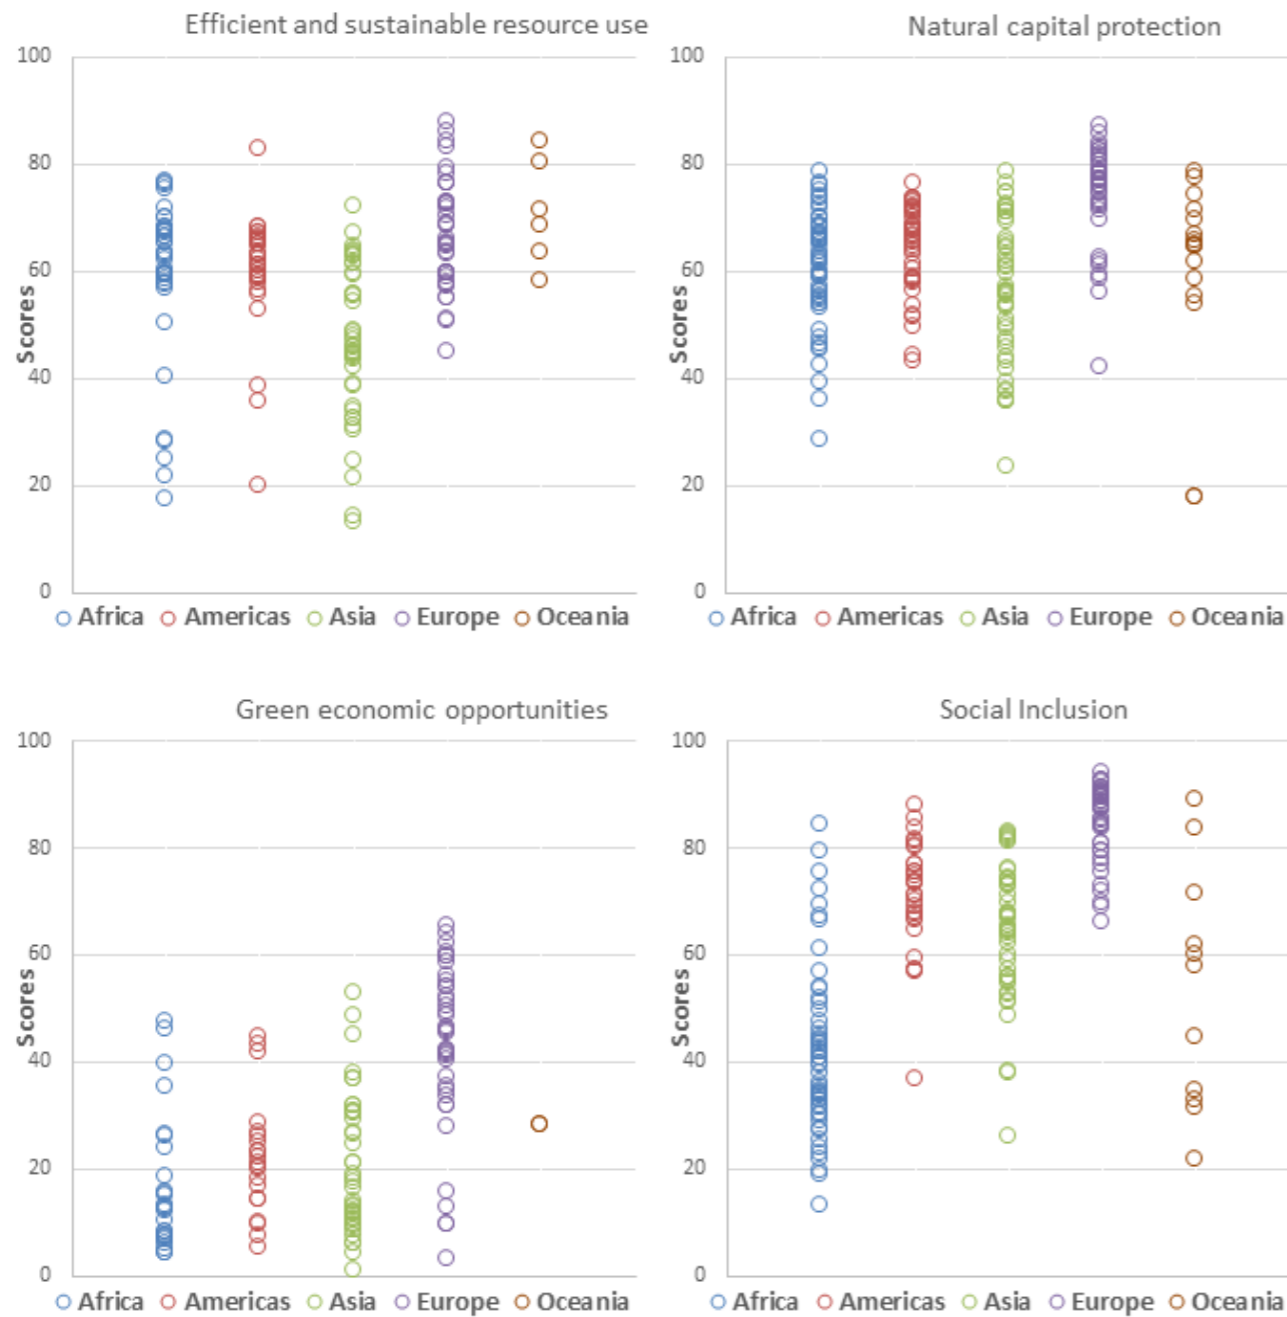 Efficient and sustainable resource use
100
80
60
40
20
0
Scores
Africa Americas Asia Europe Oceania
Natural capital protection
100
80
60
40
20
0
Scores
Africa Americas Asia Europe Oceania
Green economic opportunities
100
80
60
40
20
0
Scores
Africa Americas Asia Europe Oceania
Social Inclusion
100
80
60
40
20
0
Scores
Africa Americas Asia Europe Oceania